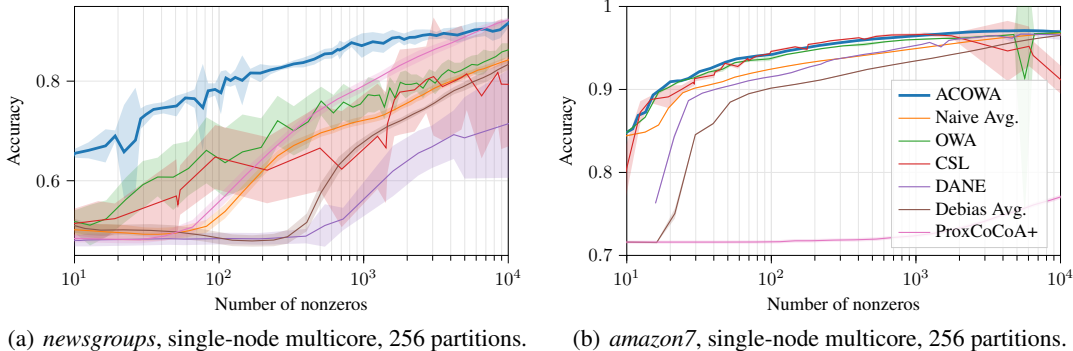 Accuracy
0.8
0.6
10^1
10^2
10^3
10^4
Number of nonzeros
(a) newsgroups, single-node multicore, 256 partitions.
Accuracy
1
0.9
0.8
0.7
10^1
10^2
10^3
10^4
Number of nonzeros
ACOWA
Naive Avg.
OWA
CSL
DANE
Debias Avg.
ProxCoCoA+
(b) amazon7, single-node multicore, 256 partitions.